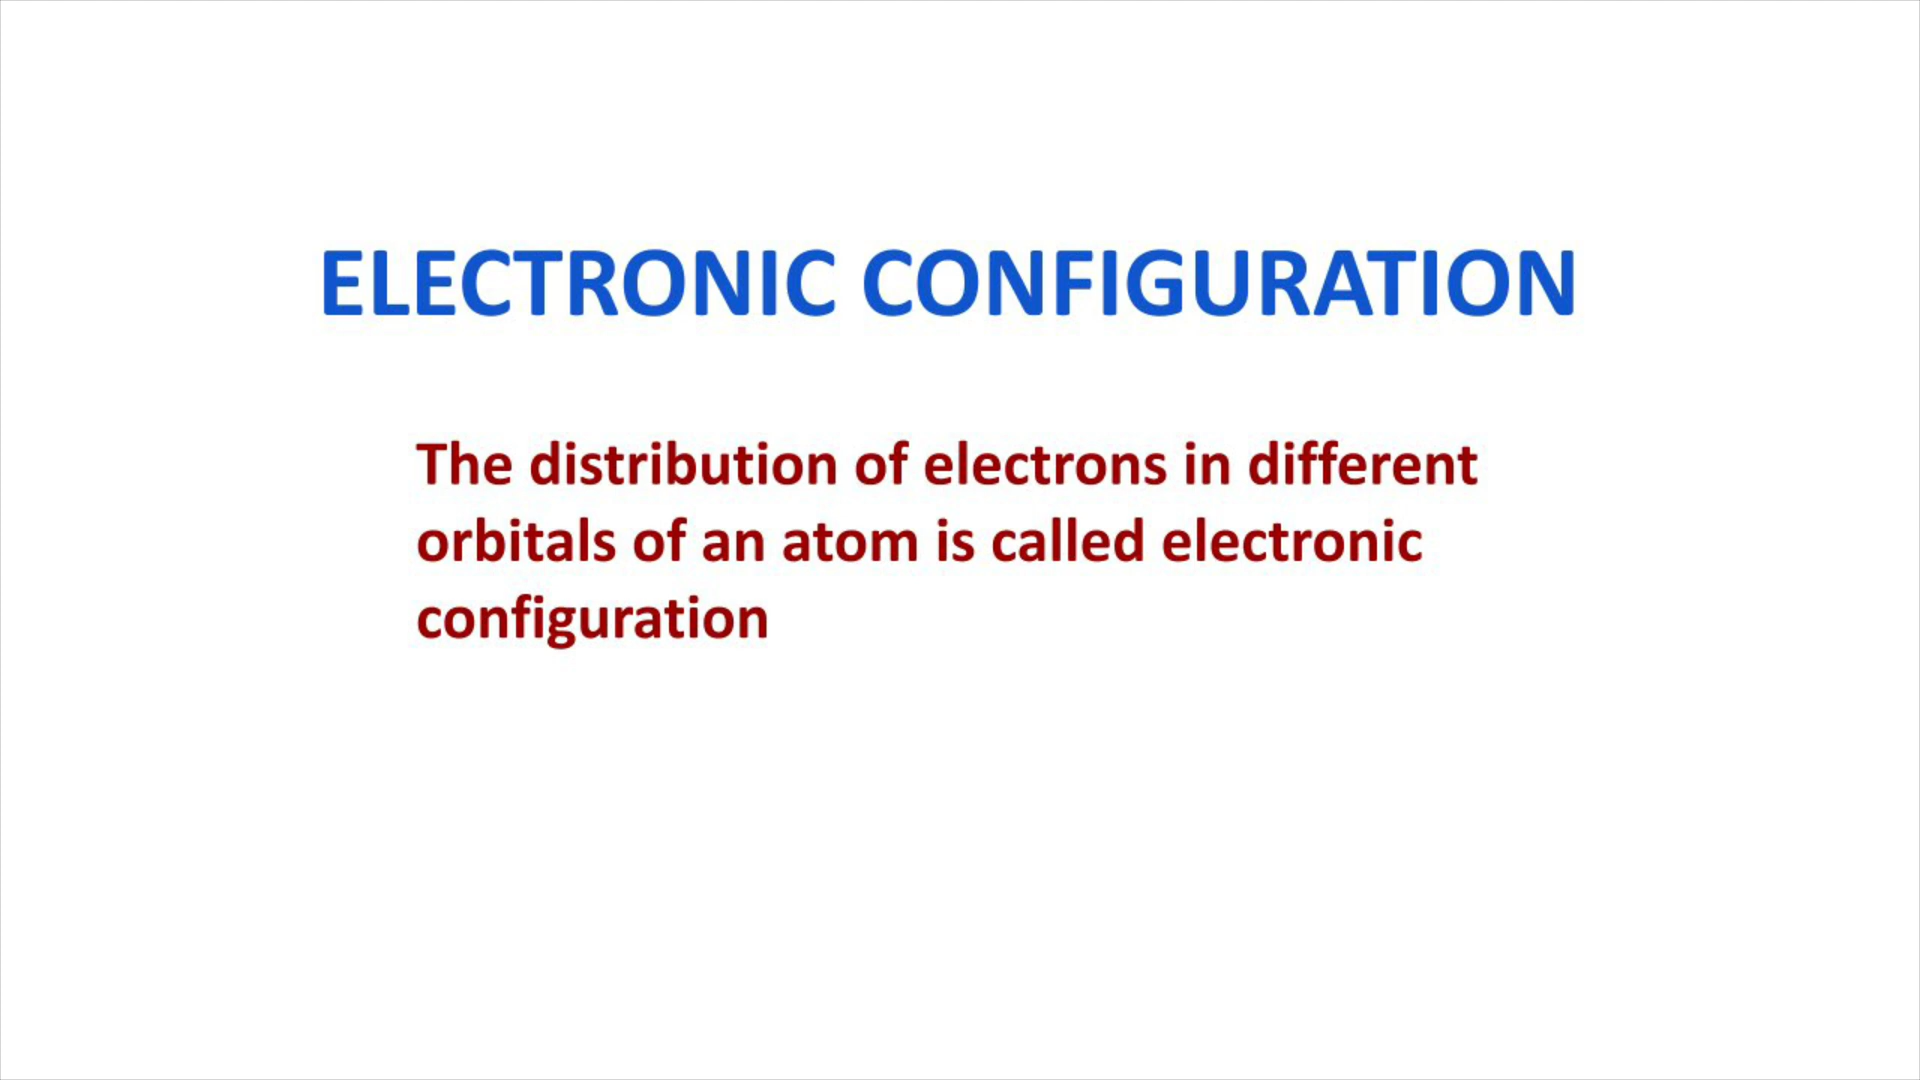 ELECTRONIC CONFIGURATION
The distribution of electrons in different
orbitals of an atom is called electronic
configuration